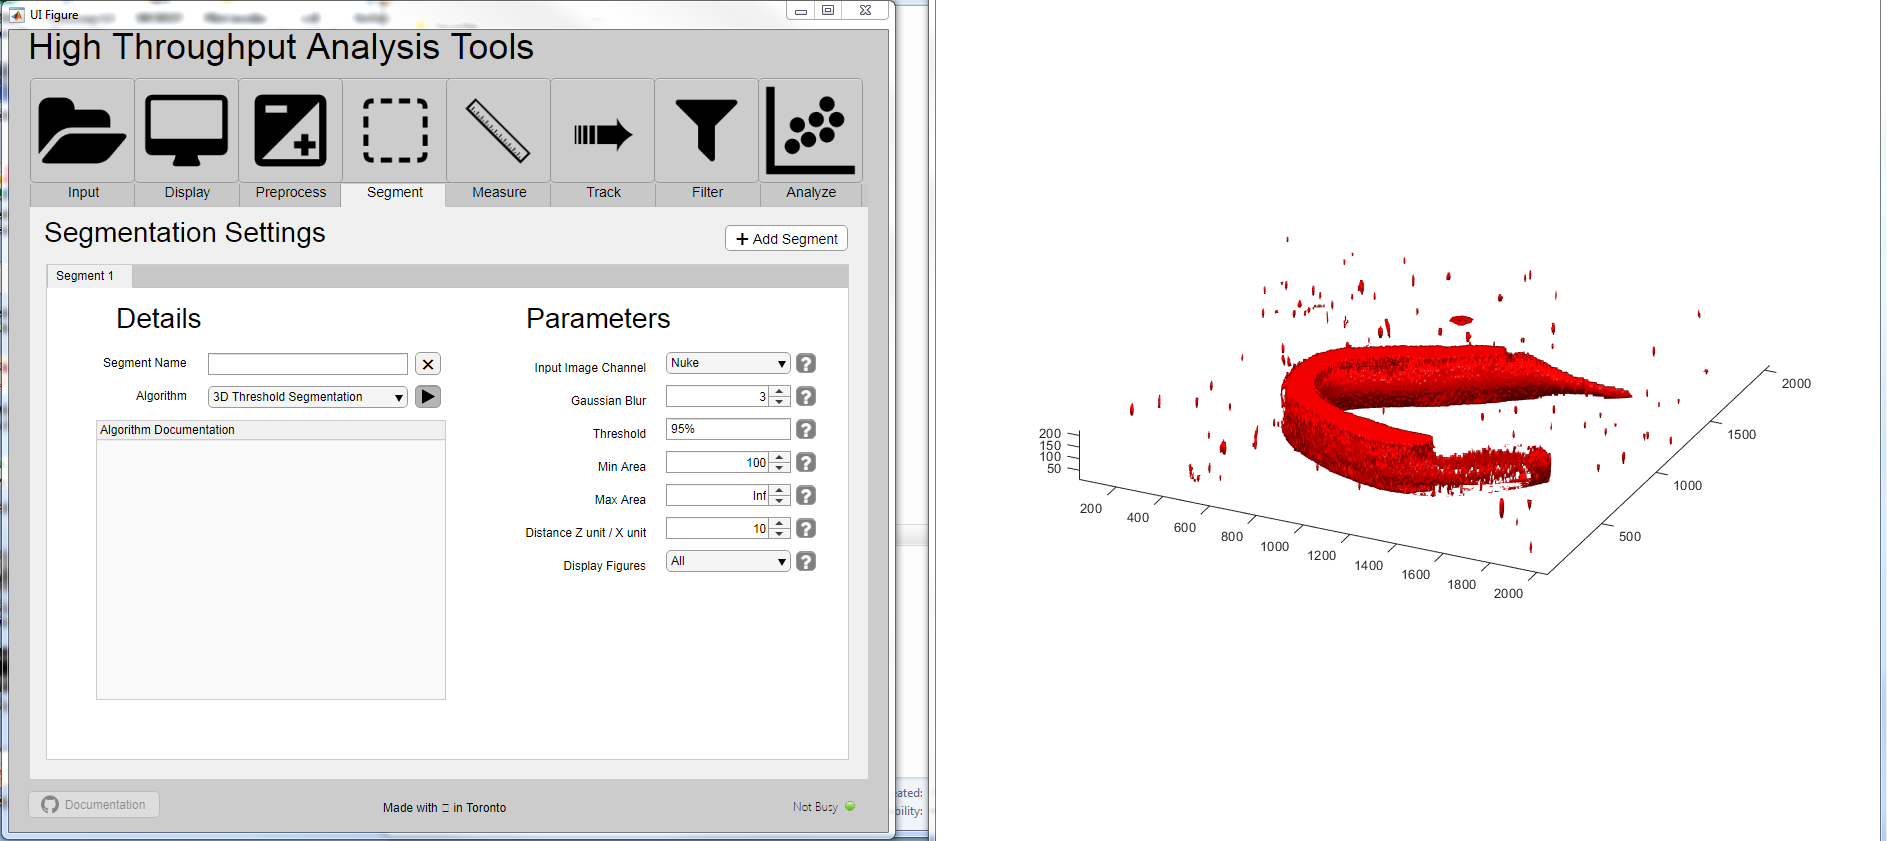 UI Figure
High Throughput Analysis Tools
Input Display Preprocess Segment Measure Track Filter Analyze
Segmentation Settings
+ Add Segment
Segment 1
Details
Segment Name
Algorithm 3D Threshold Segmentation
Algorithm Documentation
Parameters
Input Image Channel Nuke ?
Gaussian Blur 3 ?
Threshold 95% ?
Min Area 100 ?
Max Area Inf ?
Distance Z unit / X unit 10 ?
Display Figures All ?
Documentation
Made with □ in Toronto
Not Busy
eated:
bility:
200
150
100
50
200
400
600
800
1000
1200
1400
1600
1800
2000
500
1000
1500
2000